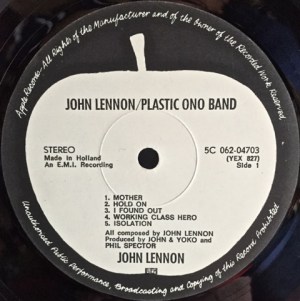 Apple Records - All Rights of the Manufacturer and of the Owner of the Recorded Work Reserved
JOHN LENNON/PLASTIC ONO BAND
STEREO
Made in Holland
An E.M.I. Recording
5C 062-04703
(YEX 827)
Side 1
1. MOTHER
2. HOLD ON
3. I FOUND OUT
4. WORKING CLASS HERO
5. ISOLATION
All composed by JOHN LENNON
Produced by JOHN & YOKO and
PHIL SPECTOR
JOHN LENNON
Unauthorised Public Performance, Broadcasting and Copying of this Record Prohibited